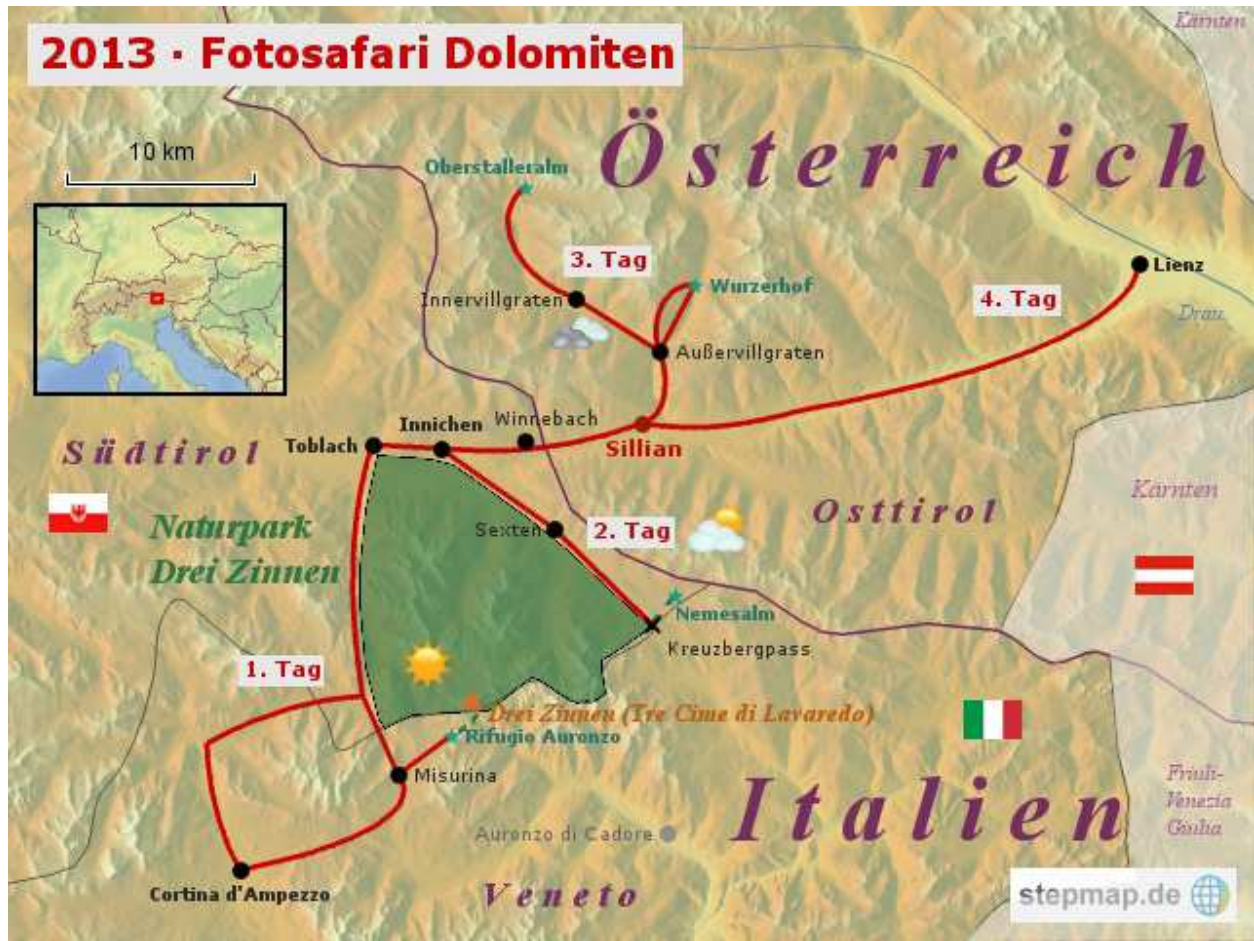 2013 · Fotosafari Dolomiten
Kärnten
10 km
Österreich
Oberstalleralm
3. Tag
Lienz
Wurzerhof
4. Tag
Innervillgraten
Drau
Außervillgraten
Innichen
Winnebach
Toblach
Sillian
Südtirol
Kärnten
Osttirol
Naturpark
Drei Zinnen
Sexten
2. Tag
Nemesalm
Kreuzbergpass
1. Tag
Drei Zinnen (Tre Cime di Lavaredo)
Rifugio Auronzo
Misurina
Friuli-
Venezia
Giulia
Italien
Auronzo di Cadore
Cortina d'Ampezzo
Veneto
stepmap.de